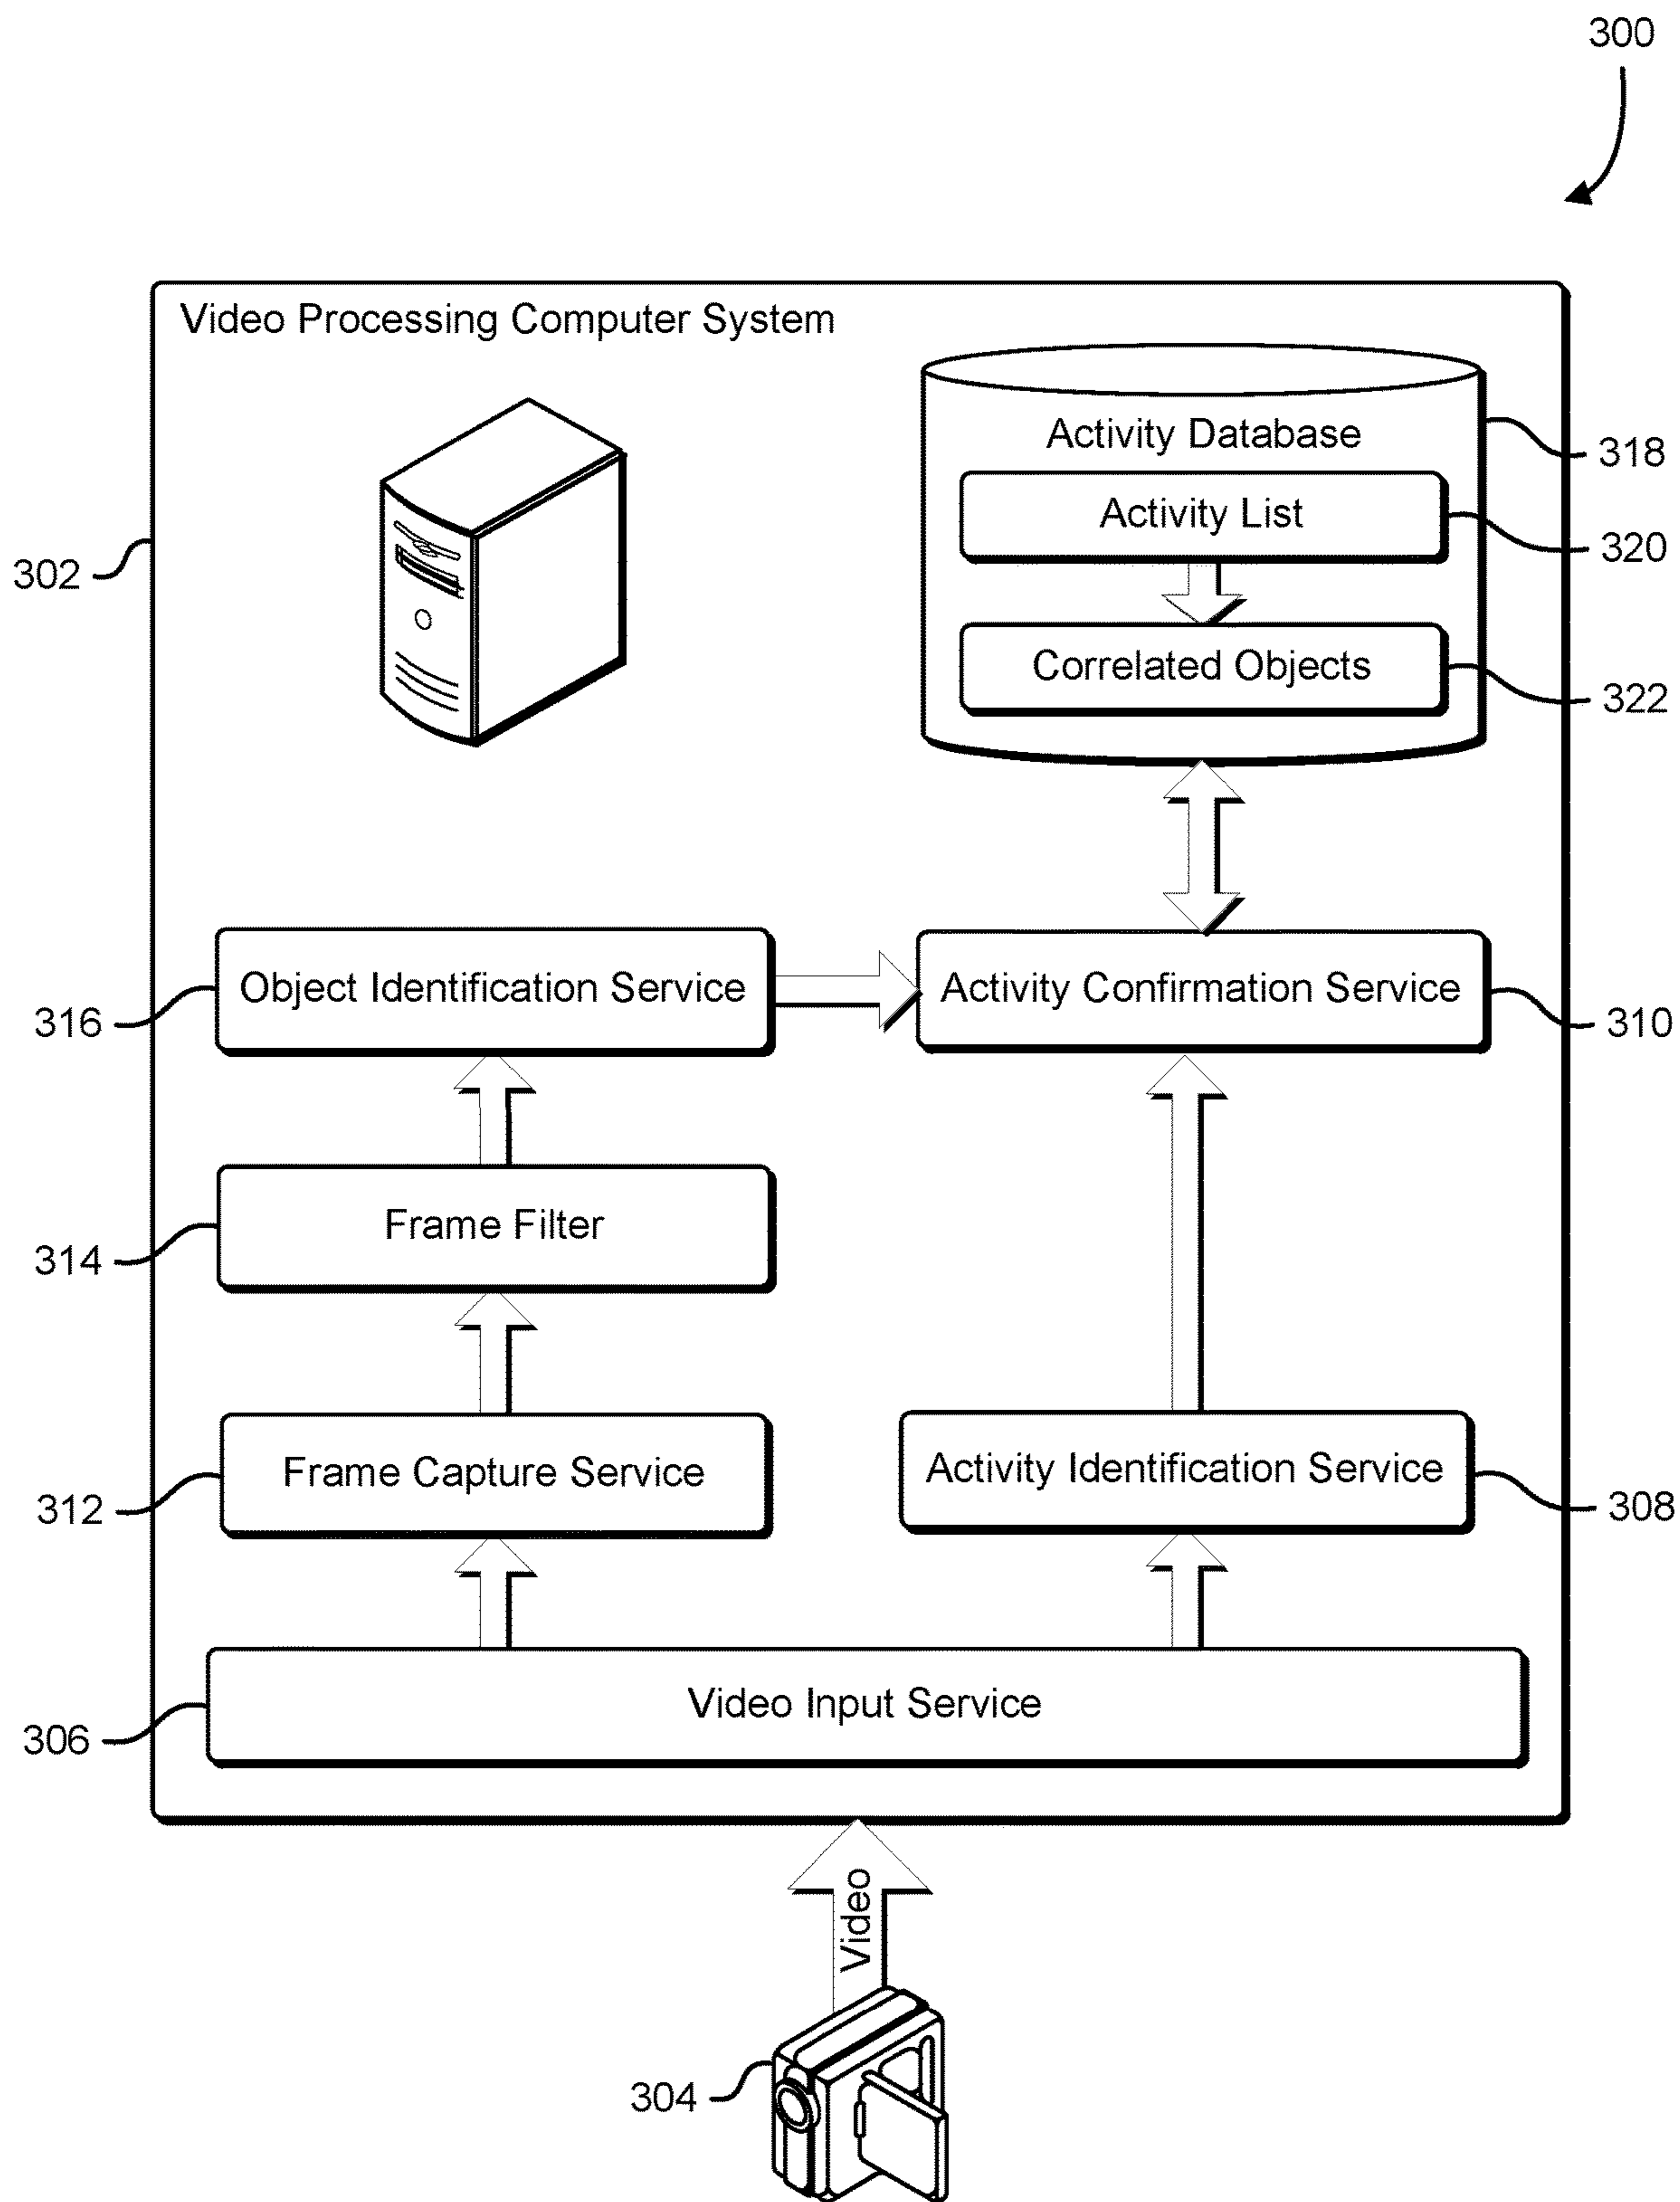 300
Video Processing Computer System
Activity Database
318
Activity List
320
302
Correlated Objects
322
Object Identification Service
316
Activity Confirmation Service
310
Frame Filter
314
Frame Capture Service
312
Activity Identification Service
308
Video Input Service
306
Video
304